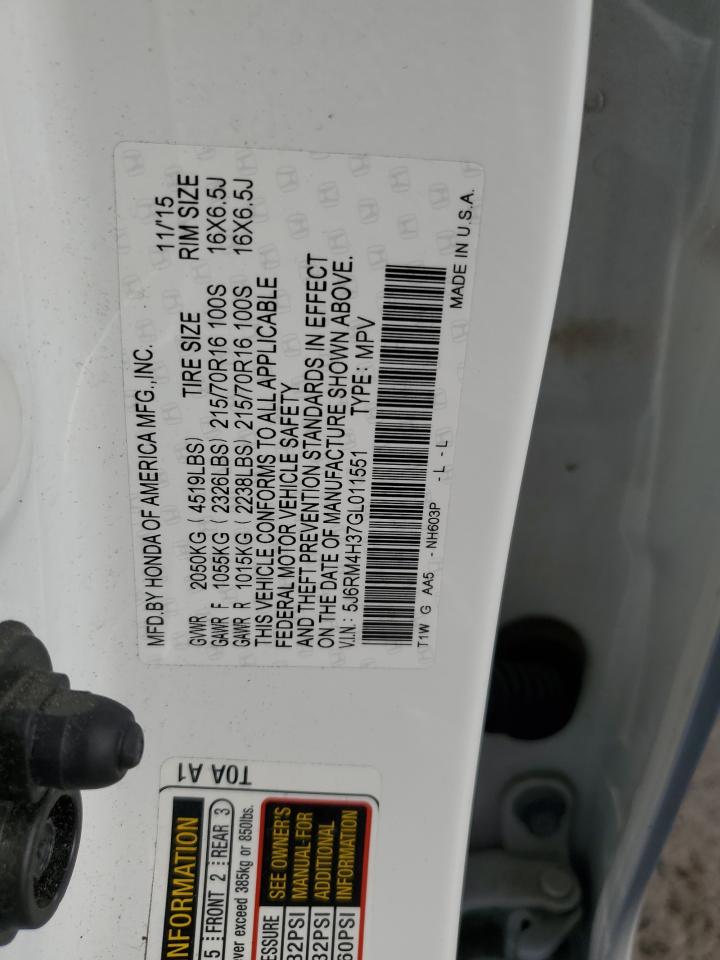 MFD.BY HONDA OF AMERICA MFG.,INC. 11/'15
GVWR 2050KG ( 4519LBS) TIRE SIZE RIM SIZE
GAWR F 1055KG ( 2326LBS) 215/70R16 100S 16X6.5J
GAWR R 1015KG ( 2238LBS) 215/70R16 100S 16X6.5J
THIS VEHICLE CONFORMS TO ALL APPLICABLE
FEDERAL MOTOR VEHICLE SAFETY
AND THEFT PREVENTION STANDARDS IN EFFECT
ON THE DATE OF MANUFACTURE SHOWN ABOVE.
V.I.N.: 5J6RM4H37GL011551 TYPE: MPV
T1W G AA5 - NH603P - L - L
MADE IN U.S.A.
T0A A1
NFORMATION
5 FRONT 2 REAR 3
ver exceed 385kg or 850lbs.
ESSURE SEE OWNER'S
32PSI MANUAL FOR
32PSI ADDITIONAL
60PSI INFORMATION